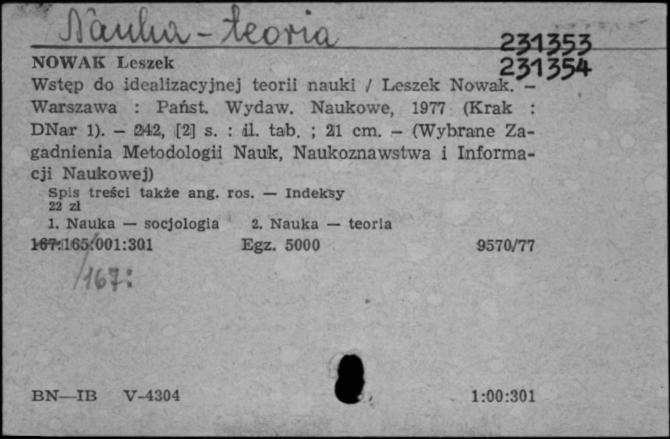 Nauka - teoria
231353
NOWAK Leszek
231354
Wstęp do idealizacyjnej teorii nauki / Leszek Nowak. –
Warszawa : Państ. Wydaw. Naukowe, 1977 (Krak :
DNar 1). – 242, [2] s. : il. tab. ; 21 cm. – (Wybrane Za-
gadnienia Metodologii Nauk, Naukoznawstwa i Informa-
cji Naukowej)
Spis treści także ang. ros. — Indeksy
22 zł
1. Nauka — socjologia 2. Nauka — teoria
167:165:001:301 Egz. 5000 9570/77
/167:
BN—IB V-4304 1:00:301